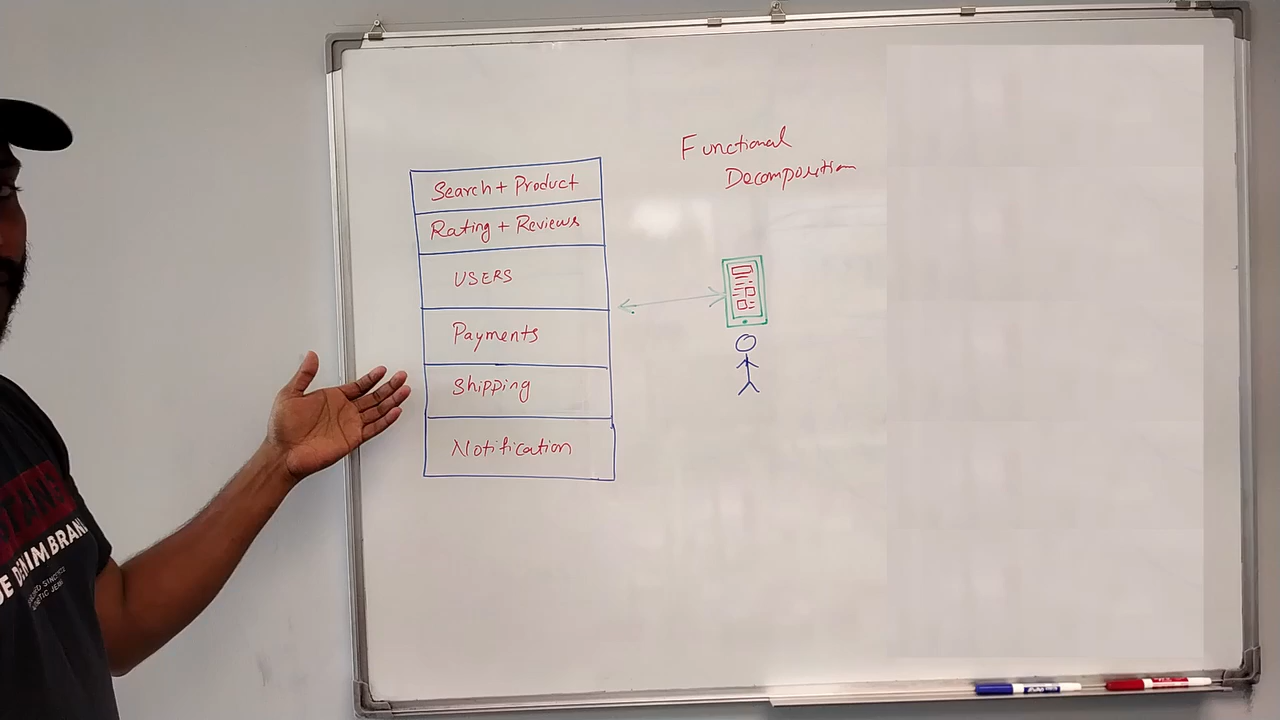 Functional
Decomposition
Search + Product
Rating + Reviews
USERS
Payments
Shipping
Notification